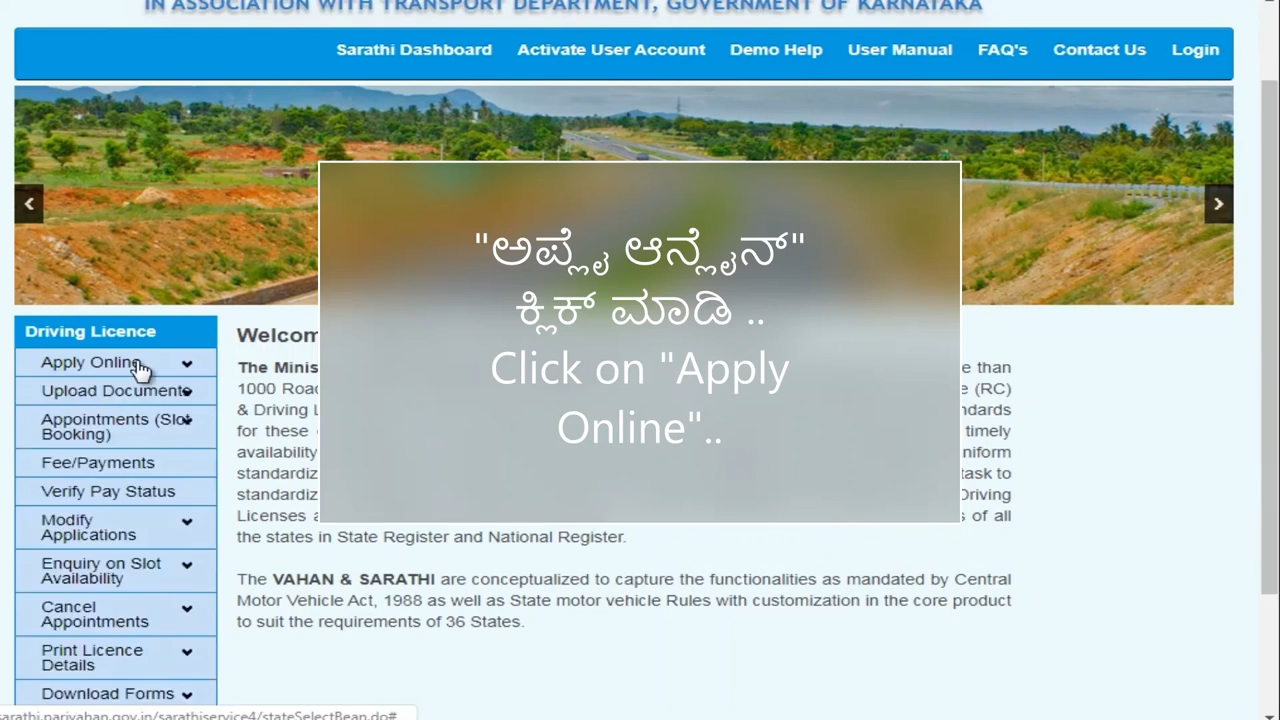 IN ASSOCIATION WITH TRANSPORT DEPARTMENT, GOVERNMENT OF KARNATAKA
Sarathi Dashboard Activate User Account Demo Help User Manual FAQ's Contact Us Login
"ಅಪ್ಲೈ ಆನ್ಲೈನ್"
ಕ್ಲಿಕ್ ಮಾಡಿ ..
Click on "Apply
Online"..
Driving Licence
Apply Online
Upload Documents
Appointments (Slot
Booking)
Fee/Payments
Verify Pay Status
Modify
Applications
Enquiry on Slot
Availability
Cancel
Appointments
Print Licence
Details
Download Forms
Welcom
The Minis e than
1000 Road e (RC)
& Driving L ndards
for these timely
availability niform
standardiz task to
standardiz Driving
Licenses a s of all
the states in State Register and National Register.
The VAHAN & SARATHI are conceptualized to capture the functionalities as mandated by Central
Motor Vehicle Act, 1988 as well as State motor vehicle Rules with customization in the core product
to suit the requirements of 36 States.
sarathi.parivahan.gov.in/sarathiservice4/stateSelectBean.do#